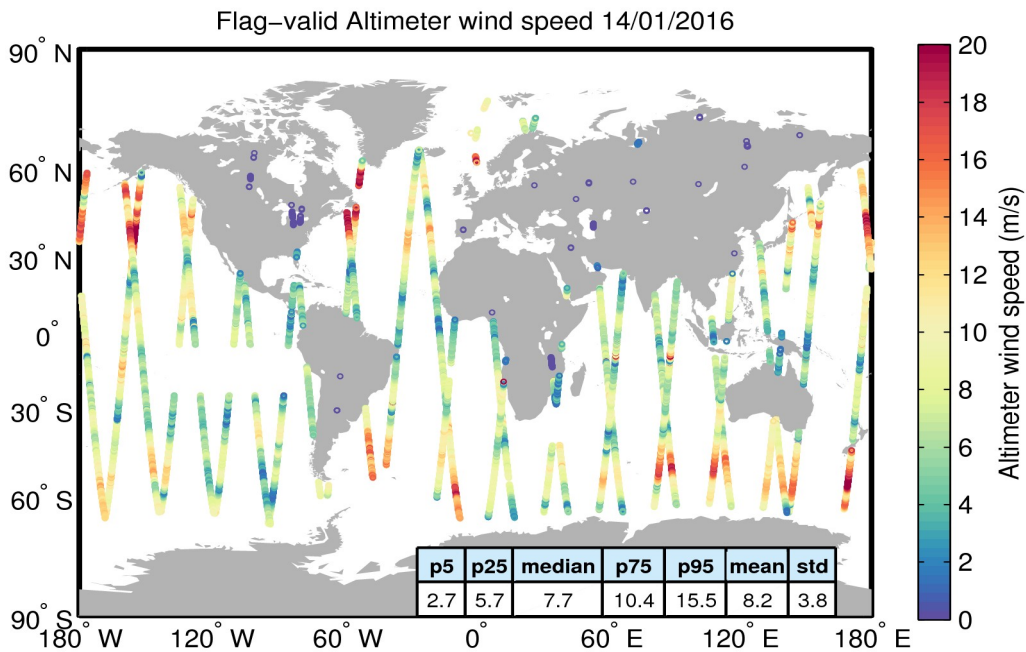 Flag−valid Altimeter wind speed 14/01/2016
90° N
60° N
30° N
0°
30° S
60° S
90° S
180° W
120° W
60° W
0°
60° E
120° E
180° E
p5 p25 median p75 p95 mean std
2.7 5.7 7.7 10.4 15.5 8.2 3.8
20
18
16
14
12
10
8
6
4
2
0
Altimeter wind speed (m/s)